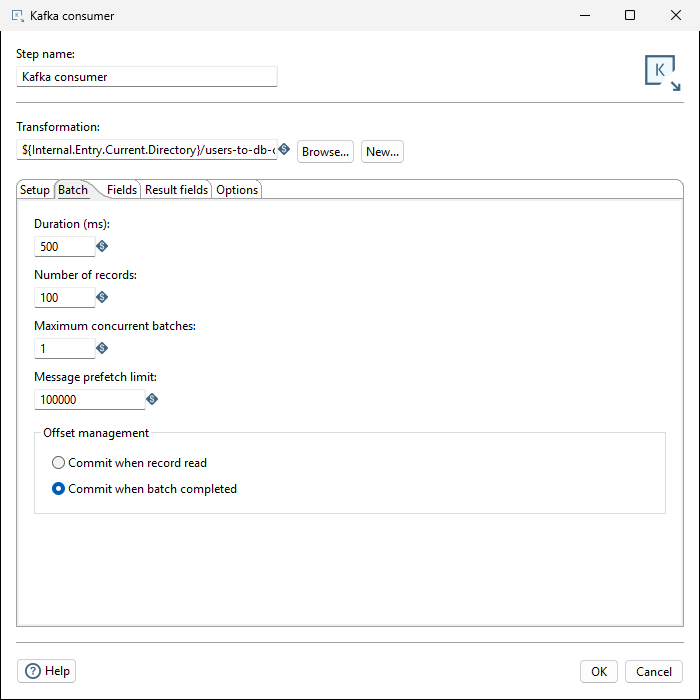 Kafka consumer
Step name:
Kafka consumer
K
Transformation:
${Internal.Entry.Current.Directory}/users-to-db-
Browse... New...
Setup Batch Fields Result fields Options
Duration (ms):
500
Number of records:
100
Maximum concurrent batches:
1
Message prefetch limit:
100000
Offset management
Commit when record read
Commit when batch completed
Help OK Cancel